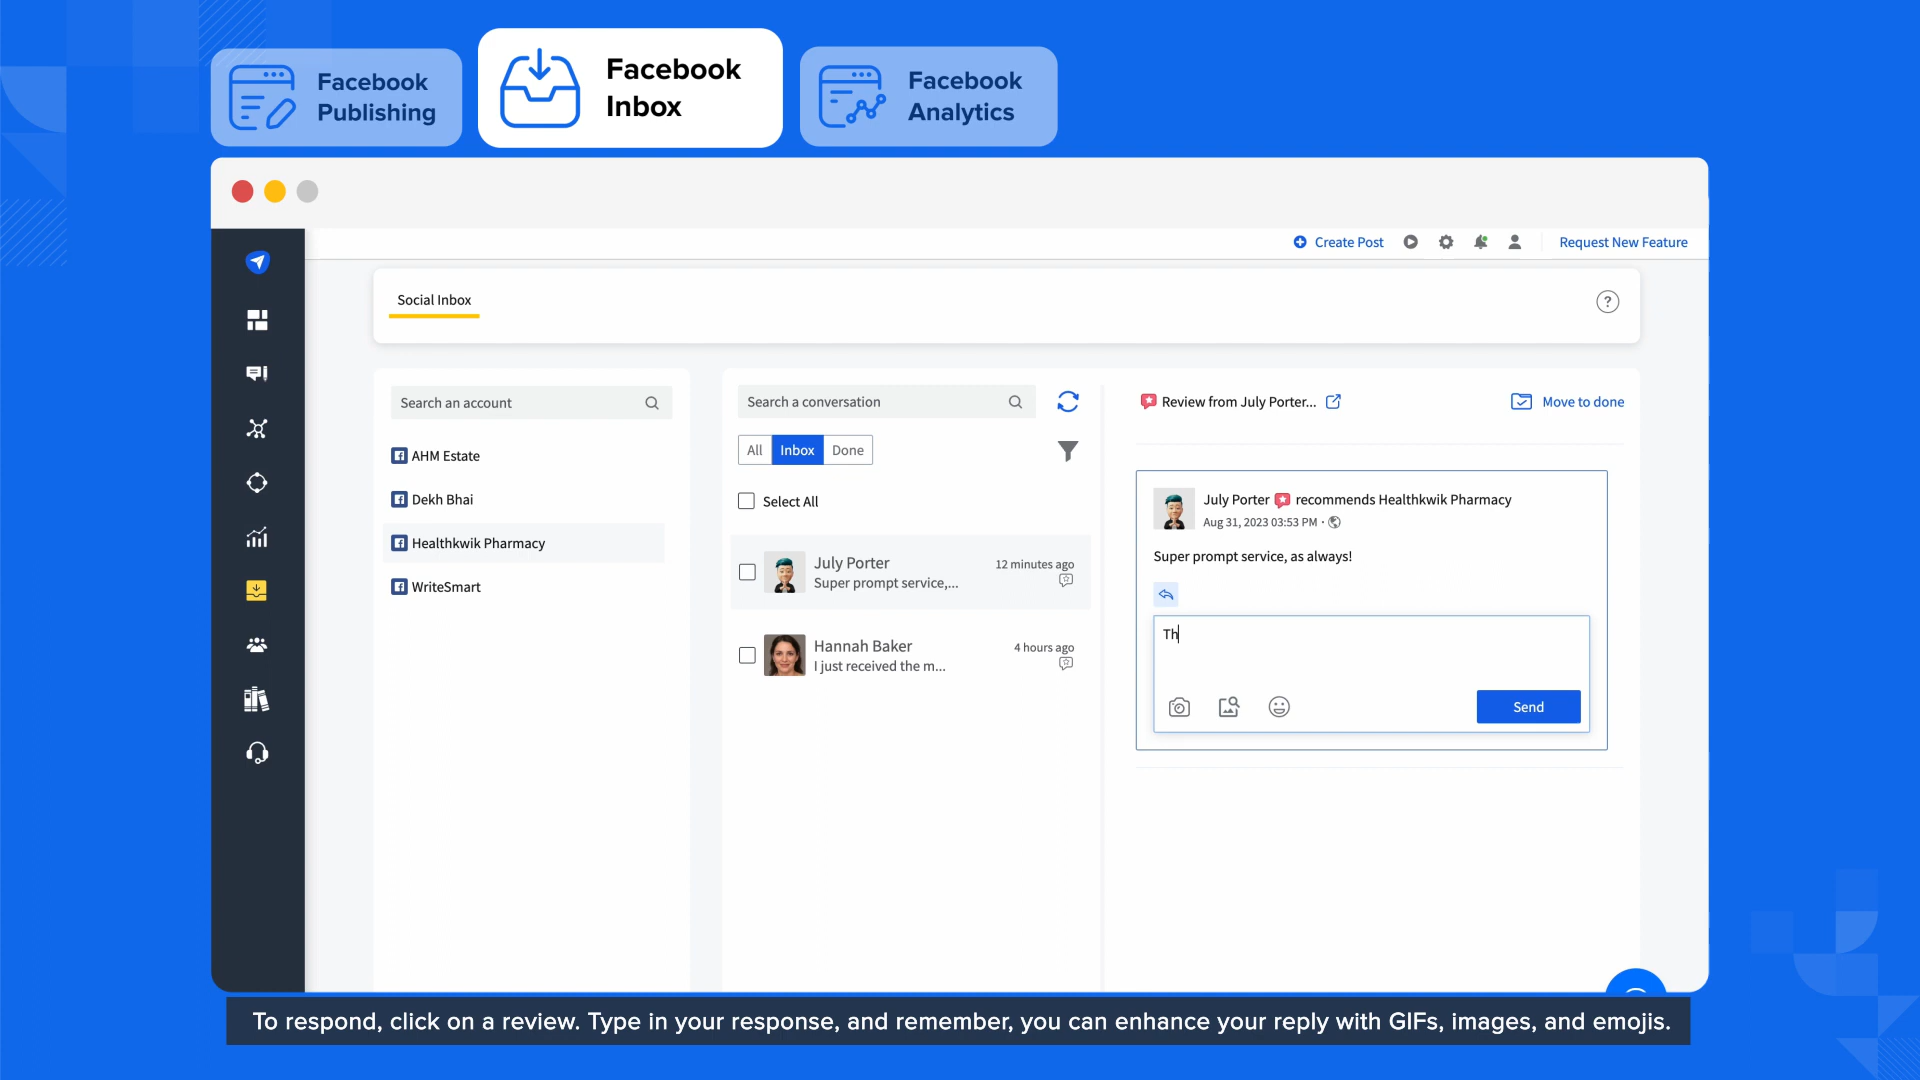 Facebook
Publishing
Facebook
Inbox
Facebook
Analytics
Create Post
Request New Feature
Social Inbox
?
Search an account
AHM Estate
Dekh Bhai
Healthkwik Pharmacy
WriteSmart
Search a conversation
All
Inbox
Done
Select All
July Porter
12 minutes ago
Super prompt service,...
Hannah Baker
4 hours ago
I just received the m...
Review from July Porter...
Move to done
July Porter recommends Healthkwik Pharmacy
Aug 31, 2023 03:53 PM ·
Super prompt service, as always!
Th
Send
To respond, click on a review. Type in your response, and remember, you can enhance your reply with GIFs, images, and emojis.